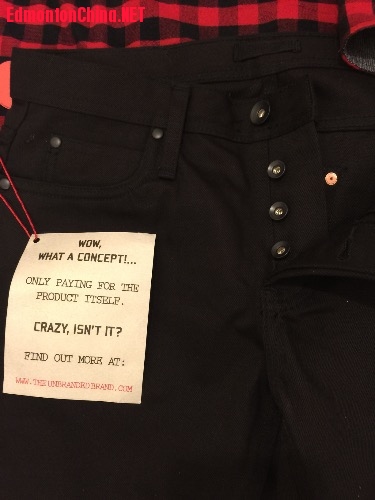 EdmontonChina.NET
WOW,
WHAT A CONCEPT!...
ONLY PAYING FOR THE
PRODUCT ITSELF.
CRAZY, ISN'T IT?
FIND OUT MORE AT:
WWW.THEUNBRANDEDBRAND.COM